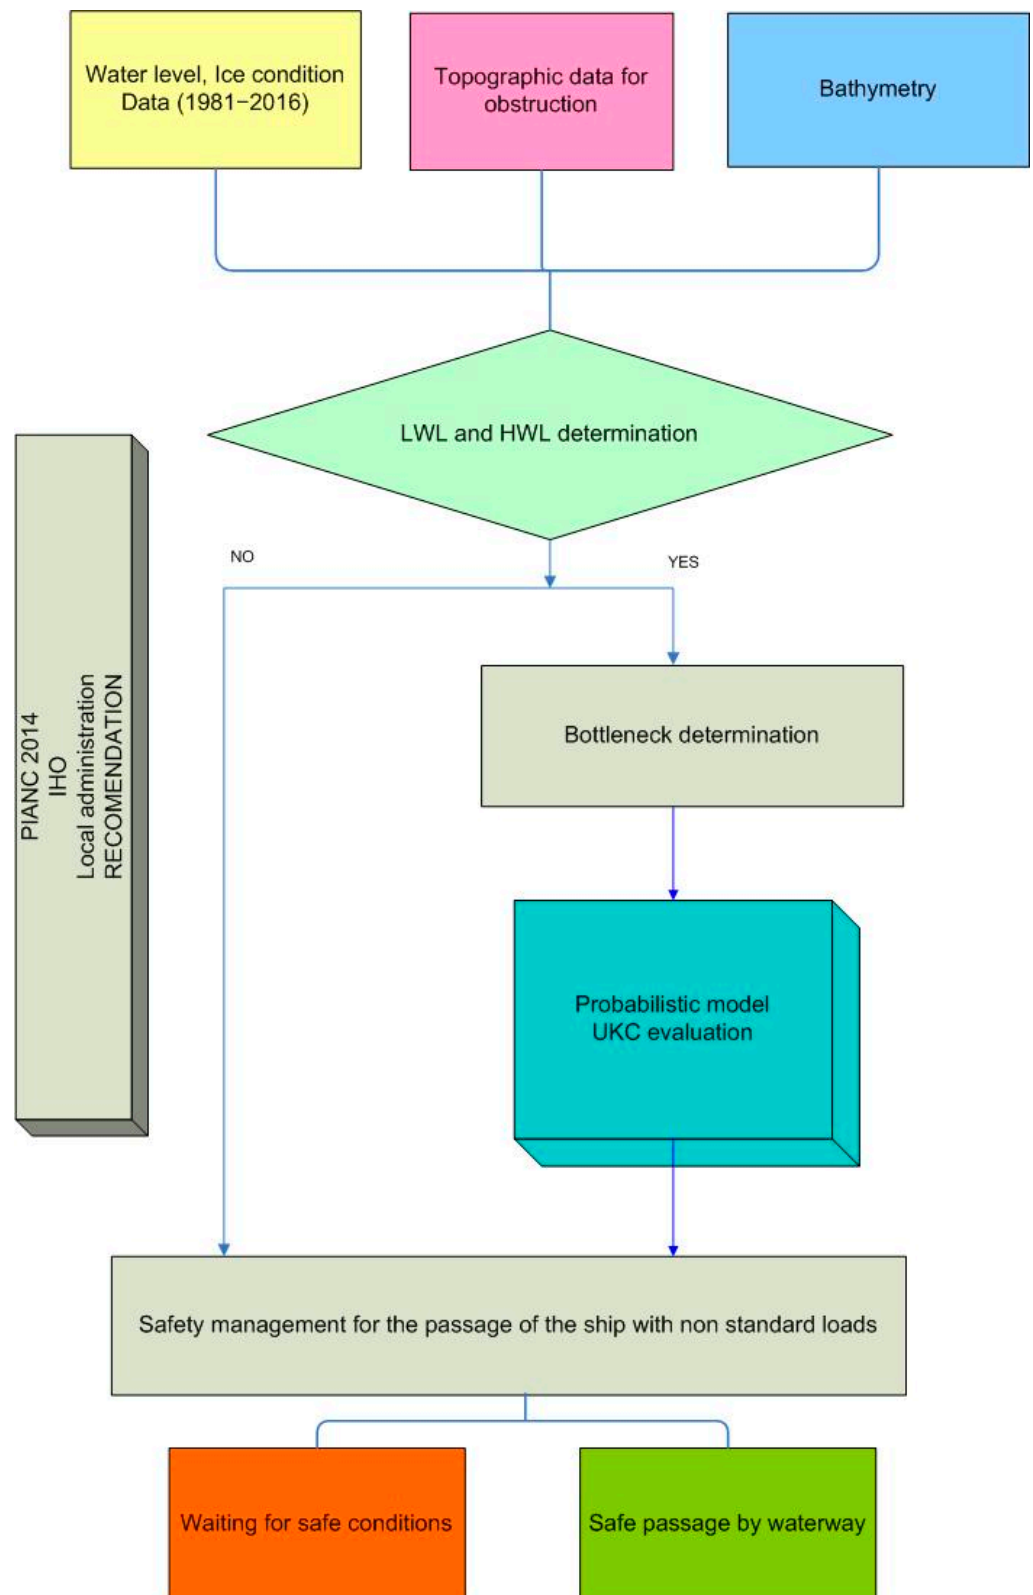 Water level, Ice condition
Data (1981−2016)
Topographic data for
obstruction
Bathymetry
LWL and HWL determination
NO
YES
PIANC 2014
IHO
Local administration
RECOMENDATION
Bottleneck determination
Probabilistic model
UKC evaluation
Safety management for the passage of the ship with non standard loads
Waiting for safe conditions
Safe passage by waterway